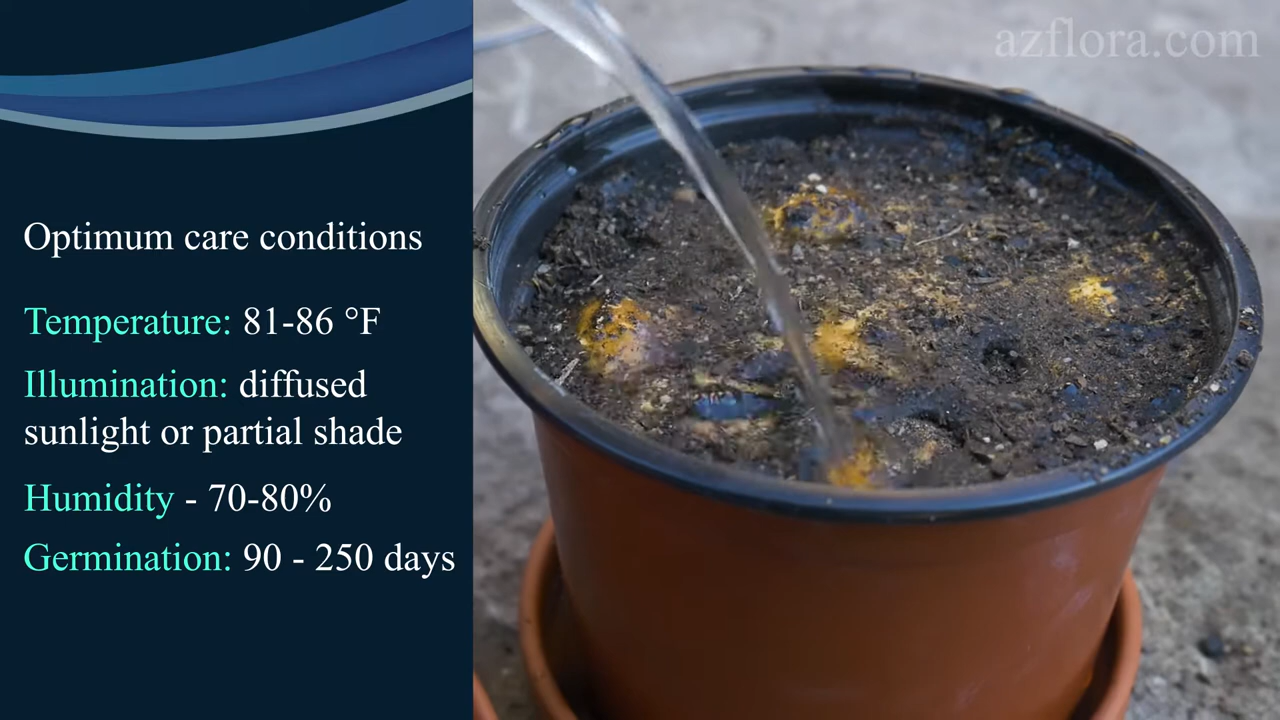 azflora.com
Optimum care conditions
Temperature: 81-86 °F
Illumination: diffused
sunlight or partial shade
Humidity - 70-80%
Germination: 90 - 250 days